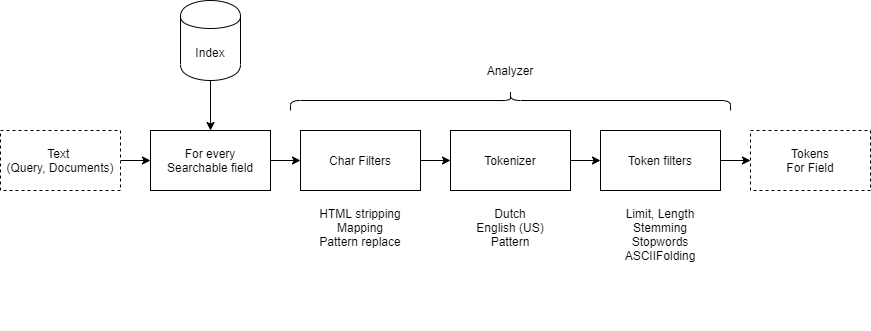 Index
Analyzer
Text
(Query, Documents)
For every
Searchable field
Char Filters
Tokenizer
Token filters
Tokens
For Field
HTML stripping
Mapping
Pattern replace
Dutch
English (US)
Pattern
Limit, Length
Stemming
Stopwords
ASCIIFolding